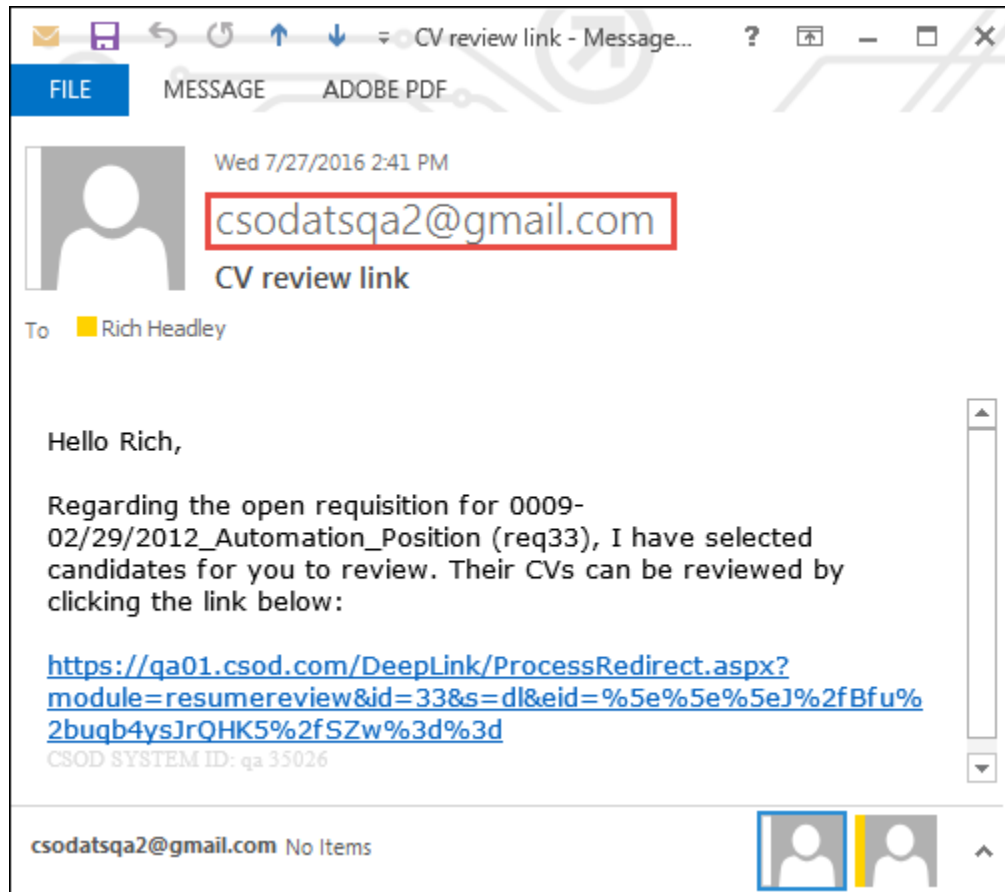 CV review link - Message...
?
FILE MESSAGE ADOBE PDF
Wed 7/27/2016 2:41 PM
csodatsqa2@gmail.com
CV review link
To Rich Headley
Hello Rich,
Regarding the open requisition for 0009-
02/29/2012_Automation_Position (req33), I have selected
candidates for you to review. Their CVs can be reviewed by
clicking the link below:
https://qa01.csod.com/DeepLink/ProcessRedirect.aspx?
module=resumereview&id=33&s=dl&eid=%5e%5e%5eJ%2fBfu%
2buqb4ysJrQHK5%2fSZw%3d%3d
CSOD SYSTEM ID: qa 35026
csodatsqa2@gmail.com No Items